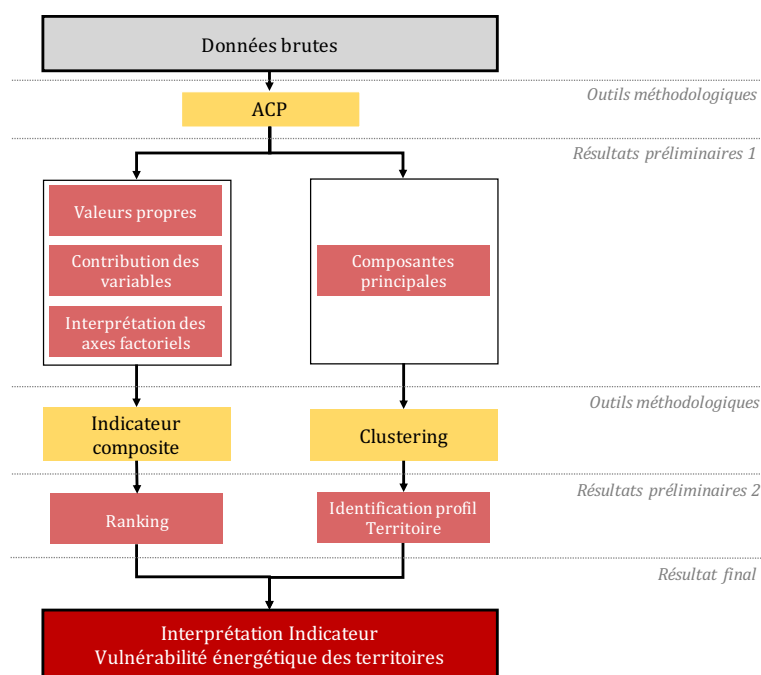 Données brutes
Outils méthodologiques
ACP
Résultats préliminaires 1
Valeurs propres
Contribution des
variables
Interprétation des
axes factoriels
Composantes
principales
Outils méthodologiques
Indicateur
composite
Clustering
Résultats préliminaires 2
Ranking
Identification profil
Territoire
Résultat final
Interprétation Indicateur
Vulnérabilité énergétique des territoires